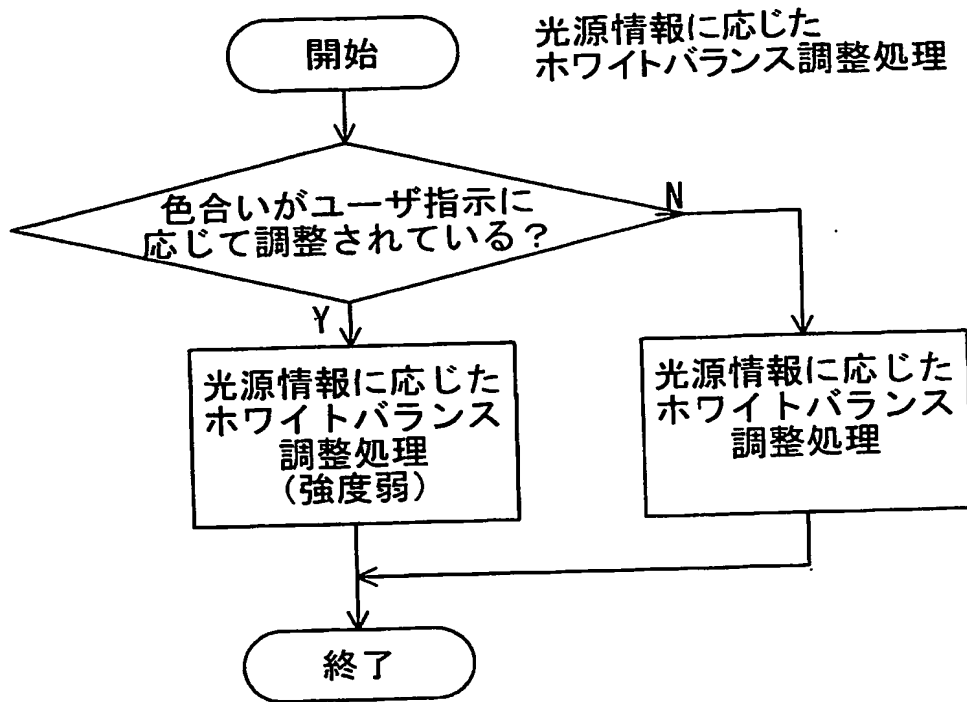 光源情報に応じた
ホワイトバランス調整処理
開始
色合いがユーザ指示に
応じて調整されている？
N
Y
光源情報に応じた
ホワイトバランス
調整処理
（強度弱）
光源情報に応じた
ホワイトバランス
調整処理
終了